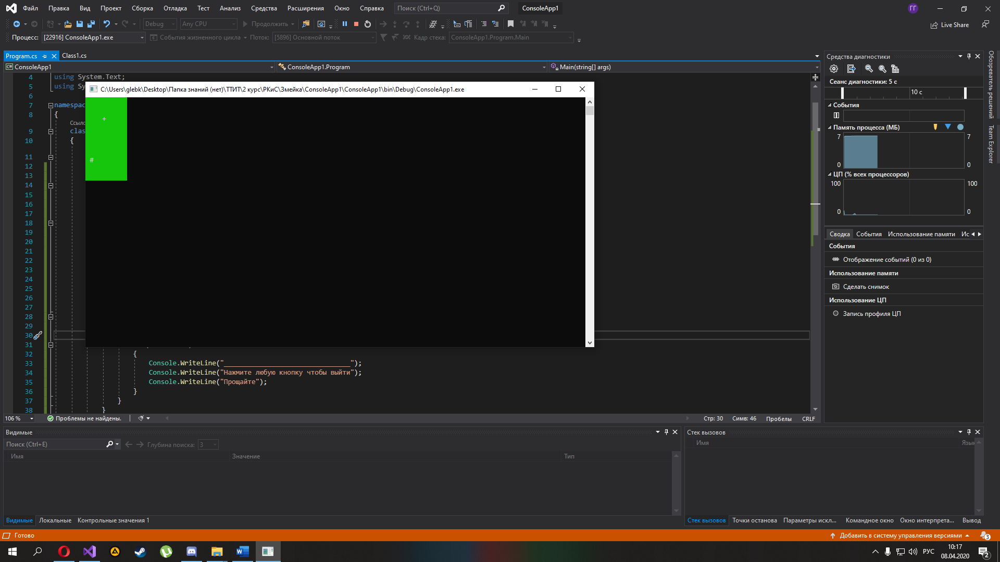 Файл Правка Вид Проект Сборка Отладка Тест Анализ Средства Расширения Окно Справка Поиск (Ctrl+Q) ConsoleApp1 ГГ
Debug Any CPU Продолжить Live Share
Процесс: [22916] ConsoleApp1.exe События жизненного цикла Поток: [5896] Основной поток Кадр стека: ConsoleApp1.Program.Main
Program.cs Class1.cs
ConsoleApp1 ConsoleApp1.Program Main(string[] args)
4 using System.Text;
5 using Sy
6
7 namespac
8 {
Ссыло
9 clas
10 {
11
12
13
14
15
16
17
18
19
20
21
22
23
24
25
26
27
28
29
30
31
32 {
33 Console.WriteLine("________________________________");
34 Console.WriteLine("Нажмите любую кнопку чтобы выйти");
35 Console.WriteLine("Прощайте");
36 }
37 }
38 }
C:\Users\glebk\Desktop\Папка знаний (нет)\ТПИТ\2 курс\РКиС\Змейка\ConsoleApp1\ConsoleApp1\bin\Debug\ConsoleApp1.exe
+
#
106 % Проблемы не найдены. Стр: 30 Симв: 46 Пробелы CRLF
Средства диагностики
Сеанс диагностики: 5 с
10 с
События
Память процесса (МБ)
7 7
0 0
ЦП (% всех процессоров)
100 100
0 0
Сводка События Использование памяти Ис
События
Отображение событий (0 из 0)
Использование памяти
Сделать снимок
Использование ЦП
Запись профиля ЦП
Обозреватель решений
Team Explorer
Видимые
Поиск (Ctrl+E) Глубина поиска: 3
Имя Значение Тип
Видимые Локальные Контрольные значения 1
Стек вызовов
Имя Язык
Стек вызовов Точки останова Параметры искл... Командное окно Окно интерпрета... Вывод
Готово Добавить в систему управления версиями 3
РУС 10:17
08.04.2020 2